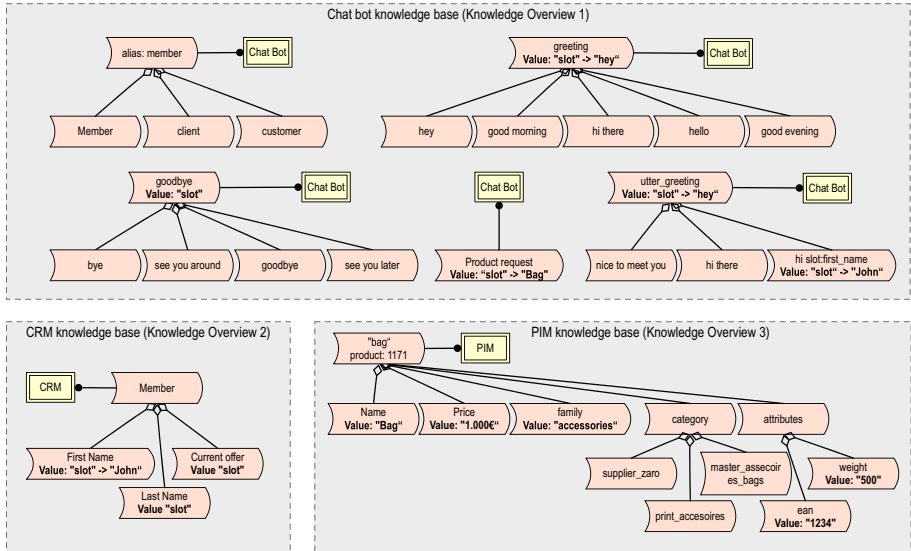 Chat bot knowledge base (Knowledge Overview 1)
alias: member
Chat Bot
greeting
Value: "slot" -> "hey“
Chat Bot
Member
client
customer
hey
good morning
hi there
hello
good evening
goodbye
Value: "slot"
Chat Bot
Chat Bot
utter_greeting
Value: "slot" -> "hey“
Chat Bot
bye
see you around
goodbye
see you later
Product request
Value: “slot" -> "Bag"
nice to meet you
hi there
hi slot:first_name
Value: "slot“ -> "John“
CRM knowledge base (Knowledge Overview 2)
CRM
Member
First Name
Value: "slot" -> "John“
Current offer
Value "slot"
Last Name
Value "slot"
PIM knowledge base (Knowledge Overview 3)
"bag“
product: 1171
PIM
Name
Value: "Bag“
Price
Value: "1.000€“
family
Value: "accessories“
category
attributes
supplier_zaro
master_assecoir
es_bags
weight
Value: "500"
print_accesoires
ean
Value: "1234"